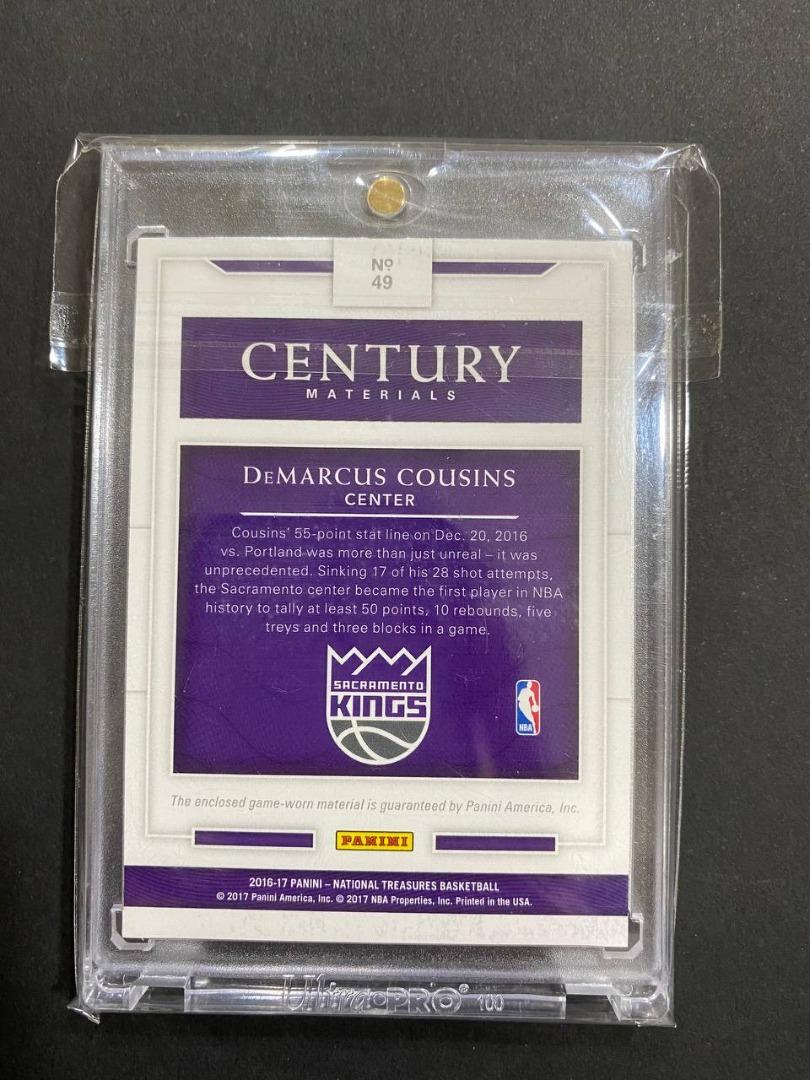 Nº
49
CENTURY
MATERIALS
DEMARCUS COUSINS
CENTER
Cousins' 55-point stat line on Dec. 20, 2016
vs. Portland was more than just unreal – it was
unprecedented. Sinking 17 of his 28 shot attempts,
the Sacramento center became the first player in NBA
history to tally at least 50 points, 10 rebounds, five
treys and three blocks in a game.
SACRAMENTO
KINGS
NBA
The enclosed game-worn material is guaranteed by Panini America, Inc.
PANINI
2016-17 PANINI – NATIONAL TREASURES BASKETBALL
© 2017 Panini America, Inc. © 2017 NBA Properties, Inc. Printed in the USA.
Ultra·PRO® 100